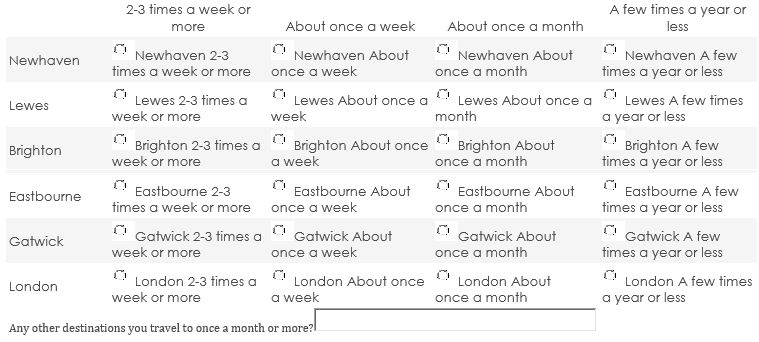 2-3 times a week or more About once a week About once a month A few times a year or less
Newhaven Newhaven 2-3 times a week or more Newhaven About once a week Newhaven About once a month Newhaven A few times a year or less
Lewes Lewes 2-3 times a week or more Lewes About once a week Lewes About once a month Lewes A few times a year or less
Brighton Brighton 2-3 times a week or more Brighton About once a week Brighton About once a month Brighton A few times a year or less
Eastbourne Eastbourne 2-3 times a week or more Eastbourne About once a week Eastbourne About once a month Eastbourne A few times a year or less
Gatwick Gatwick 2-3 times a week or more Gatwick About once a week Gatwick About once a month Gatwick A few times a year or less
London London 2-3 times a week or more London About once a week London About once a month London A few times a year or less
Any other destinations you travel to once a month or more?